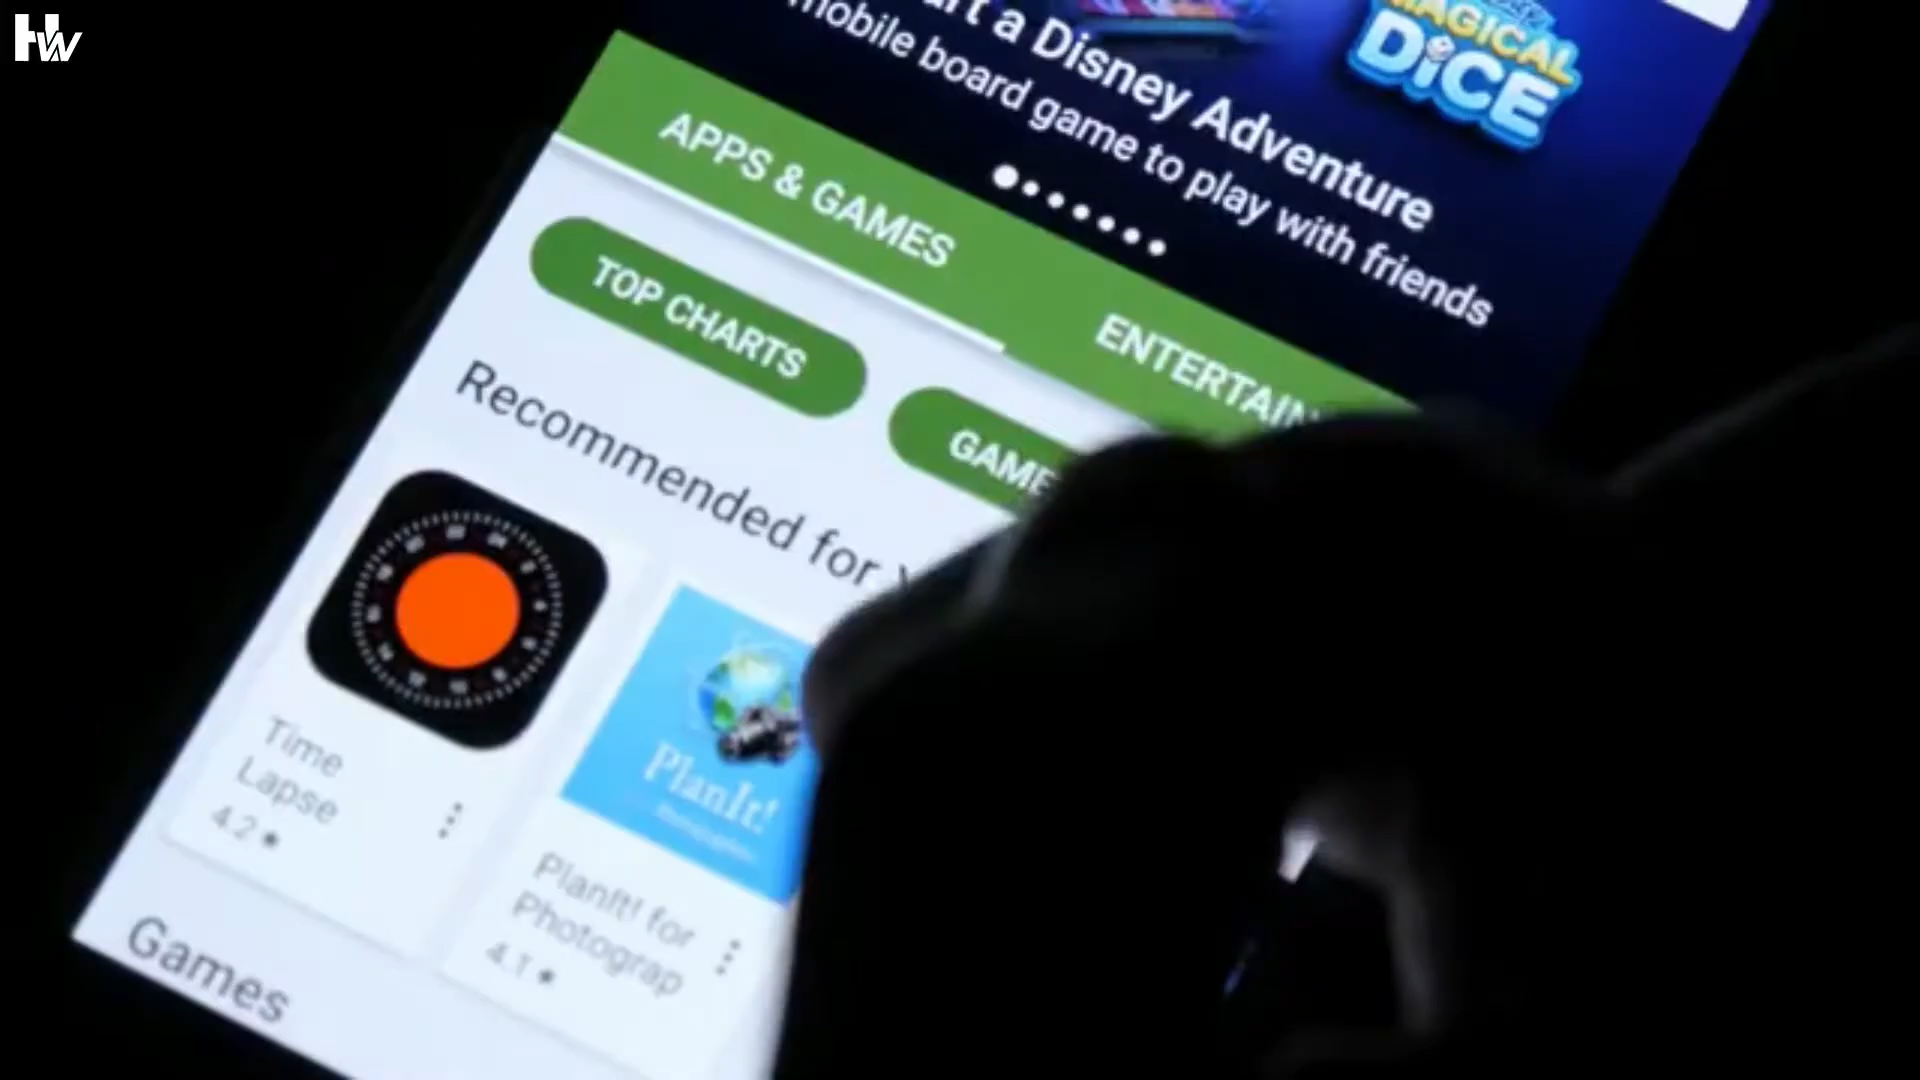 HW
art a Disney Adventure
mobile board game to play with friends
MAGICAL
DiCE
APPS & GAMES
ENTERTAIN
TOP CHARTS
GAME
Recommended for
PlanIt!
Time
Lapse
4.2
PlanIt! for
Photograp
4.1
Games